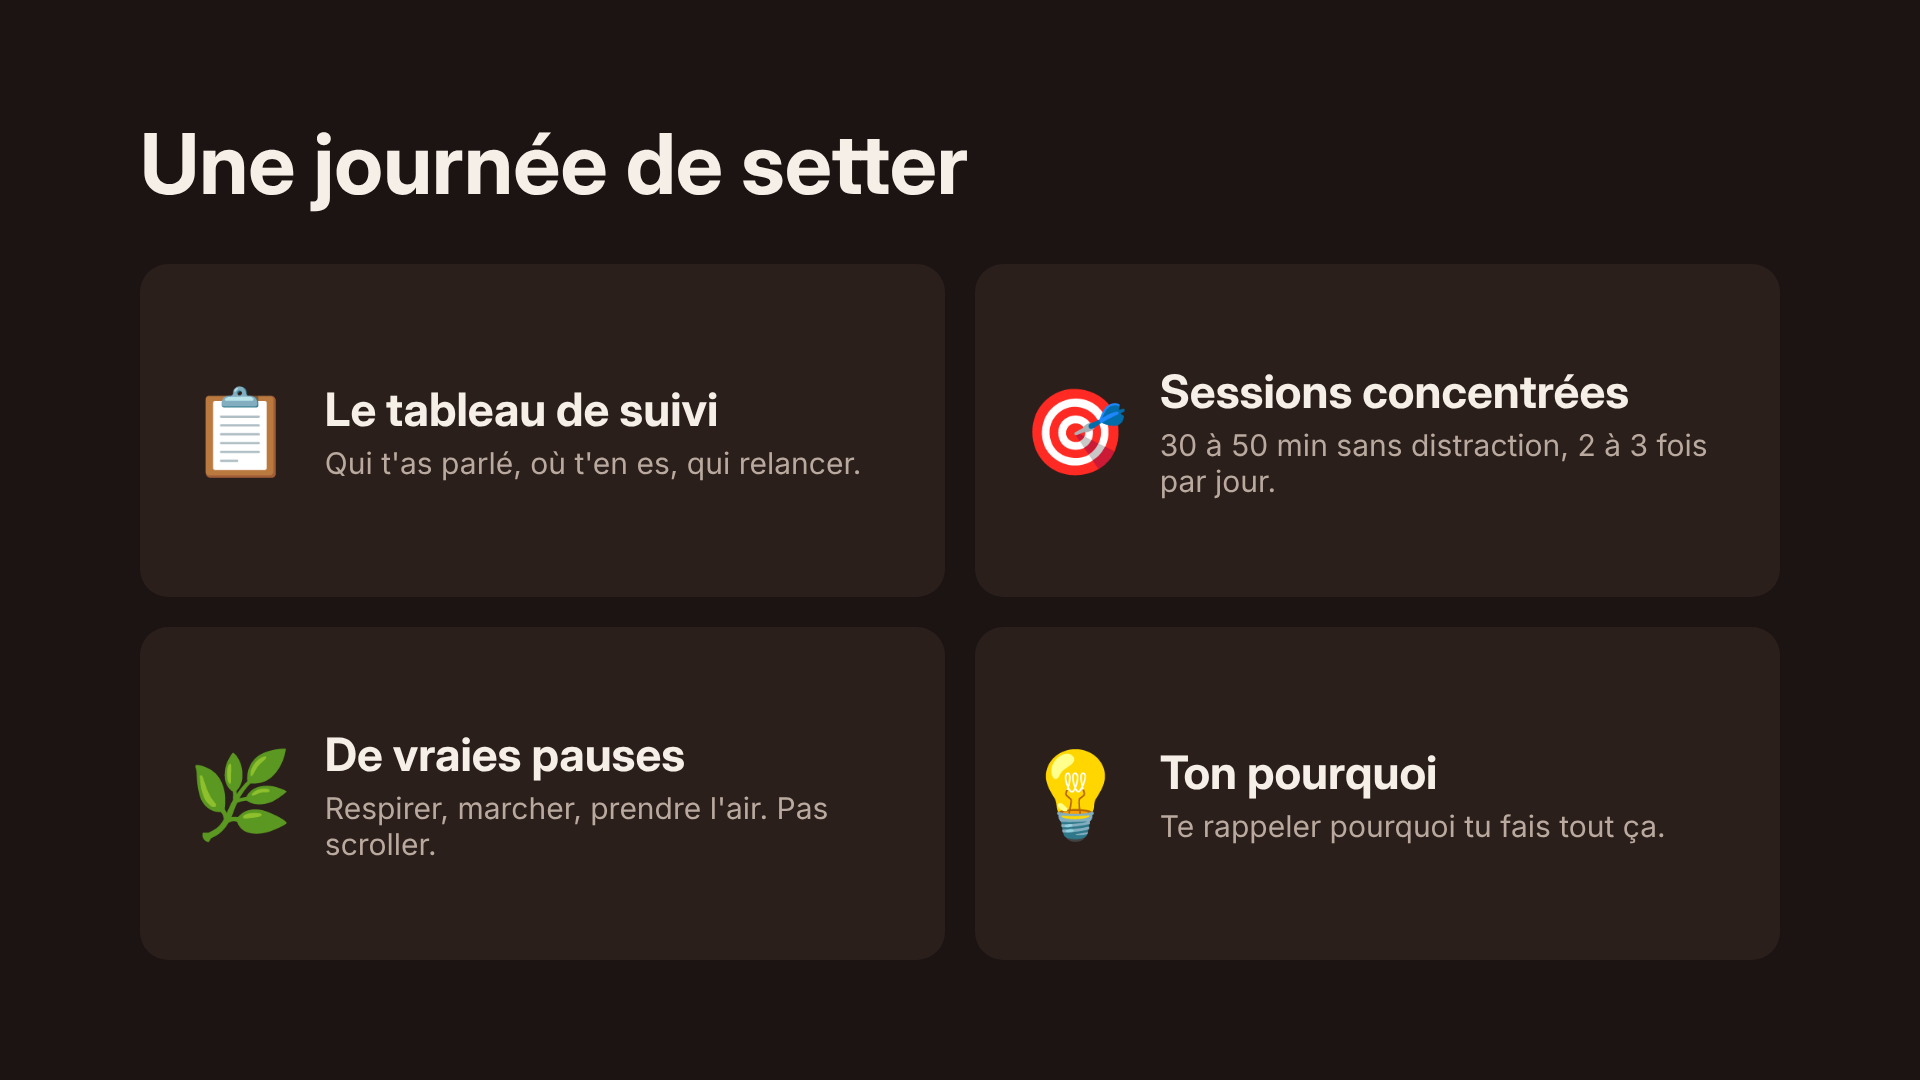 Une journée de setter
Le tableau de suivi
Qui t'as parlé, où t'en es, qui relancer.
Sessions concentrées
30 à 50 min sans distraction, 2 à 3 fois
par jour.
De vraies pauses
Respirer, marcher, prendre l'air. Pas
scroller.
Ton pourquoi
Te rappeler pourquoi tu fais tout ça.